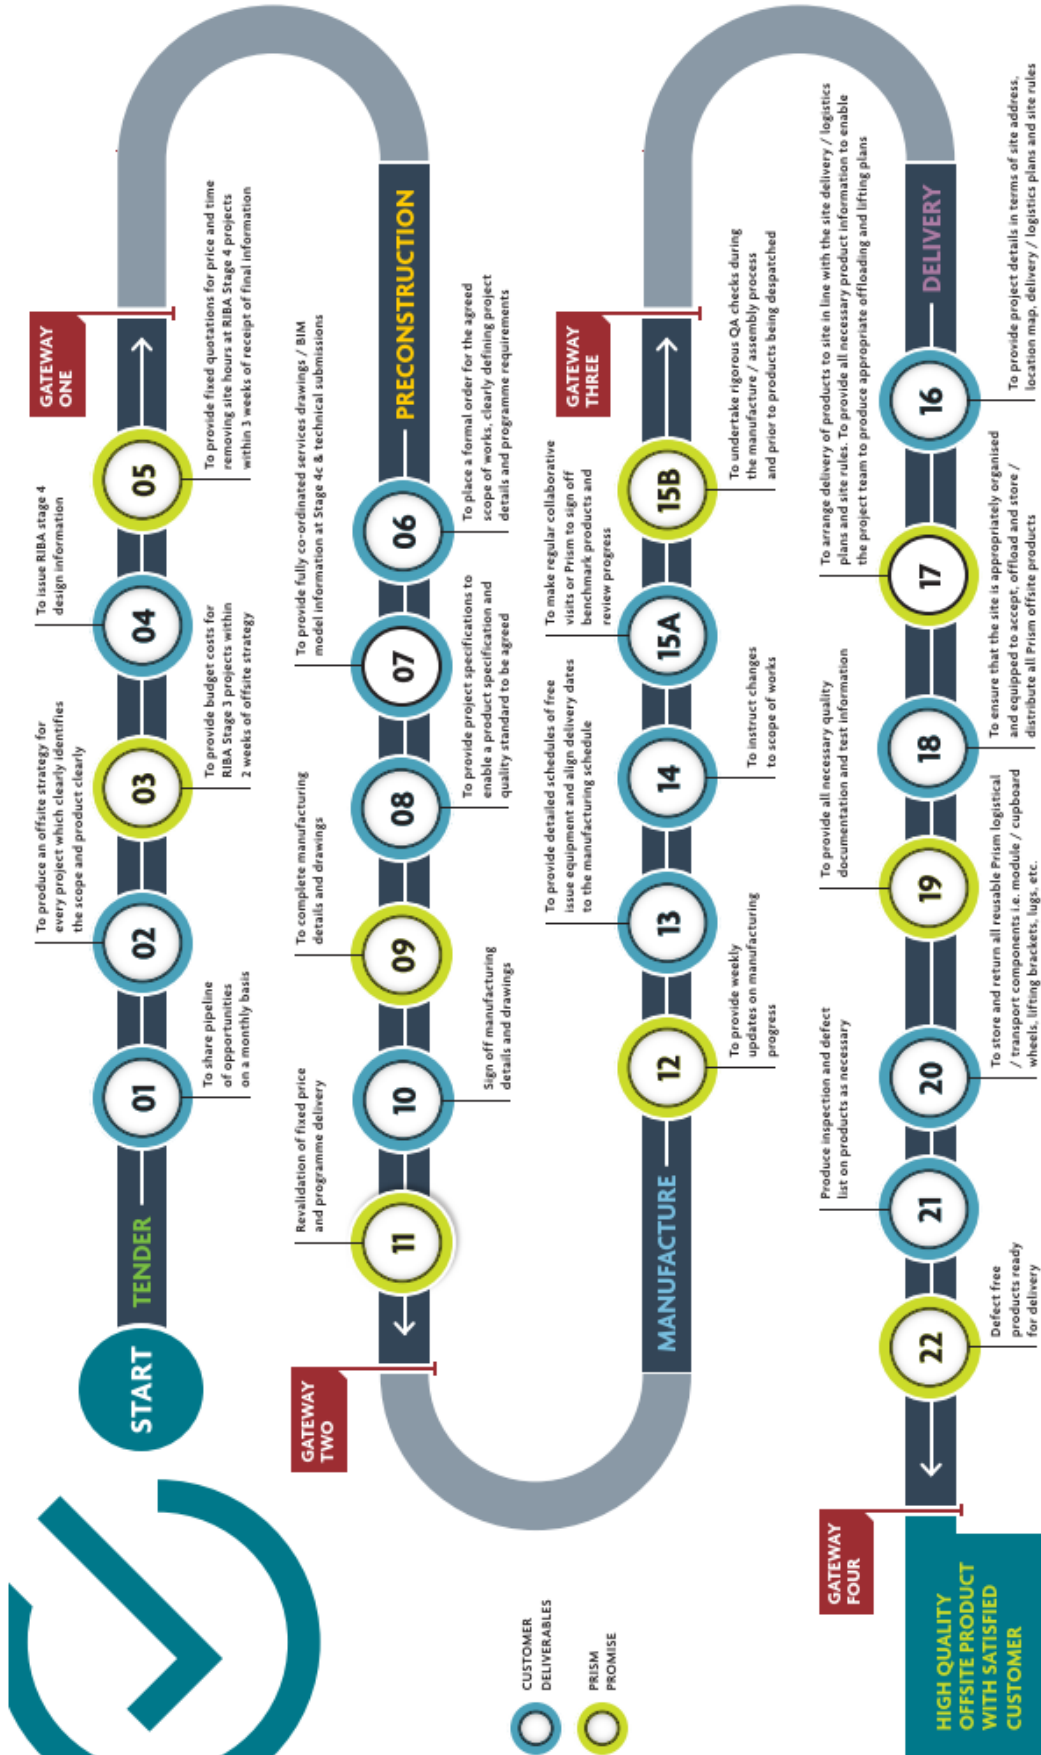 START
TENDER
01
To share pipeline
of opportunities
on a monthly basis
02
To produce an offsite strategy for
every project which clearly identifies
the scope and product clearly
03
To provide budget costs for
RIBA Stage 3 projects within
2 weeks of offsite strategy
04
To issue RIBA stage 4
design information
05
To provide fixed quotations for price and time
removing site hours at RIBA Stage 4 projects
within 3 weeks of receipt of final information
GATEWAY
ONE
PRECONSTRUCTION
06
To place a formal order for the agreed
scope of works, clearly defining project
details and programme requirements
07
To provide fully co-ordinated services drawings / BIM
model information at Stage 4c & technical submissions
08
To provide project specifications to
enable a product specification and
quality standard to be agreed
09
To complete manufacturing
details and drawings
10
Sign off manufacturing
details and drawings
11
Revalidation of fixed price
and programme delivery
GATEWAY
TWO
MANUFACTURE
12
To provide weekly
updates on manufacturing
progress
13
To provide detailed schedules of free
issue equipment and align delivery dates
to the manufacturing schedule
14
To instruct changes
to scope of works
15A
To make regular collaborative
visits or Prism to sign off
benchmark products and
review progress
15B
To undertake rigorous QA checks during
the manufacture / assembly process
and prior to products being despatched
GATEWAY
THREE
DELIVERY
16
To provide project details in terms of site address,
location map, delivery / logistics plans and site rules
17
To arrange delivery of products to site in line with the site delivery / logistics
plans and site rules. To provide all necessary product information to enable
the project team to produce appropriate offloading and lifting plans
18
To ensure that the site is appropriately organised
and equipped to accept, offload and store /
distribute all Prism offsite products
19
To provide all necessary quality
documentation and test information
20
To store and return all reusable Prism logistical
/ transport components i.e. module / cupboard
wheels, lifting brackets, lugs, etc.
21
Produce inspection and defect
list on products as necessary
22
Defect free
products ready
for delivery
GATEWAY
FOUR
HIGH QUALITY
OFFSITE PRODUCT
WITH SATISFIED
CUSTOMER
CUSTOMER
DELIVERABLES
PRISM
PROMISE